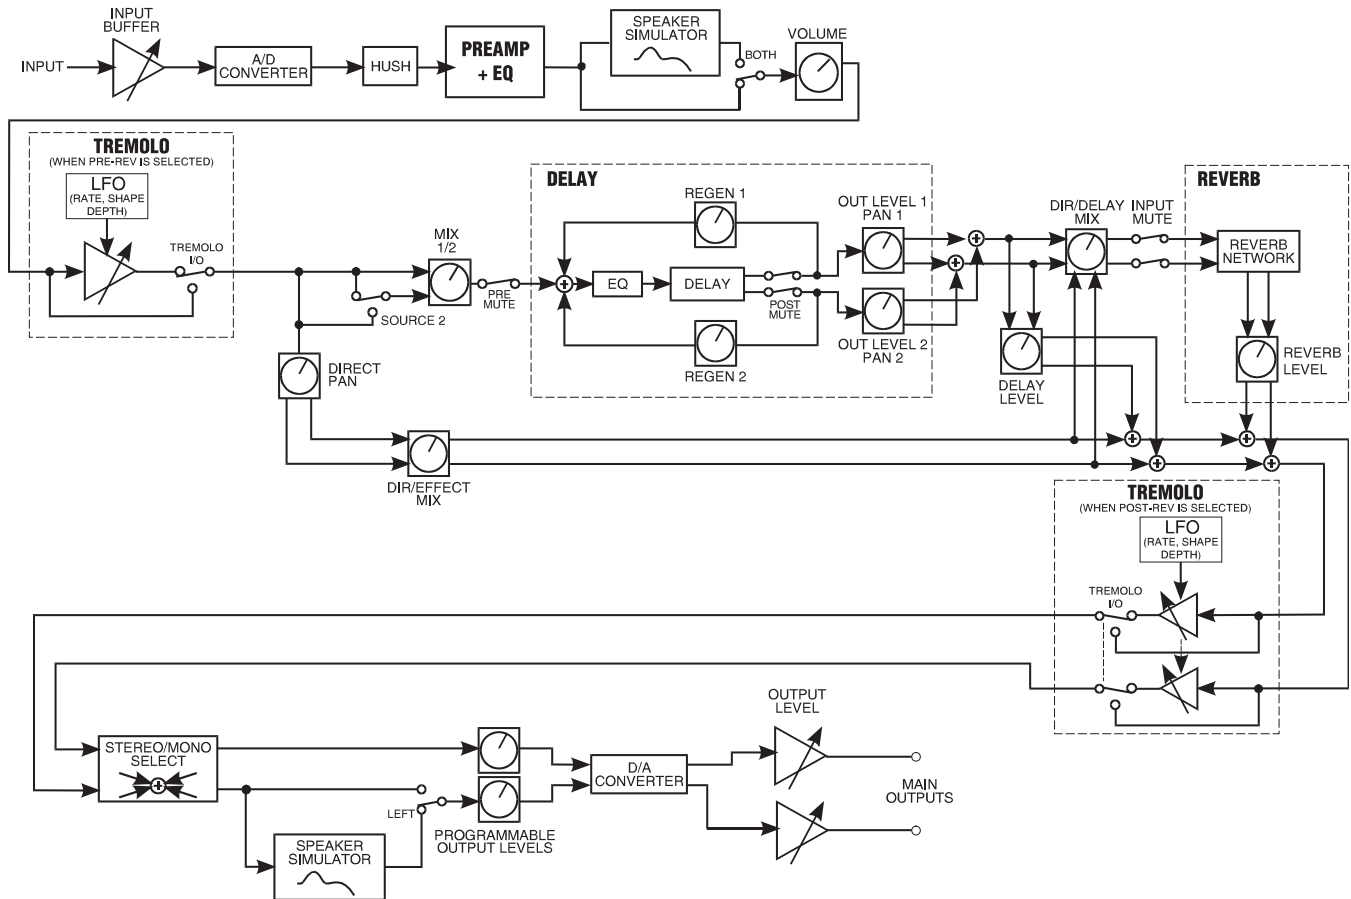 INPUT
BUFFER
INPUT
A/D
CONVERTER
HUSH
PREAMP
+ EQ
SPEAKER
SIMULATOR
BOTH
VOLUME
TREMOLO
(WHEN PRE-REV IS SELECTED)
LFO
(RATE, SHAPE
DEPTH)
TREMOLO
I/O
MIX
1/2
PRE
MUTE
SOURCE 2
DIRECT
PAN
DIR/EFFECT
MIX
DELAY
REGEN 1
EQ
DELAY
POST
MUTE
REGEN 2
OUT LEVEL 1
PAN 1
OUT LEVEL 2
PAN 2
DIR/DELAY
MIX
INPUT
MUTE
DELAY
LEVEL
REVERB
REVERB
NETWORK
REVERB
LEVEL
TREMOLO
(WHEN POST-REV IS SELECTED)
LFO
(RATE, SHAPE
DEPTH)
TREMOLO
I/O
STEREO/MONO
SELECT
SPEAKER
SIMULATOR
LEFT
PROGRAMMABLE
OUTPUT LEVELS
D/A
CONVERTER
OUTPUT
LEVEL
MAIN
OUTPUTS